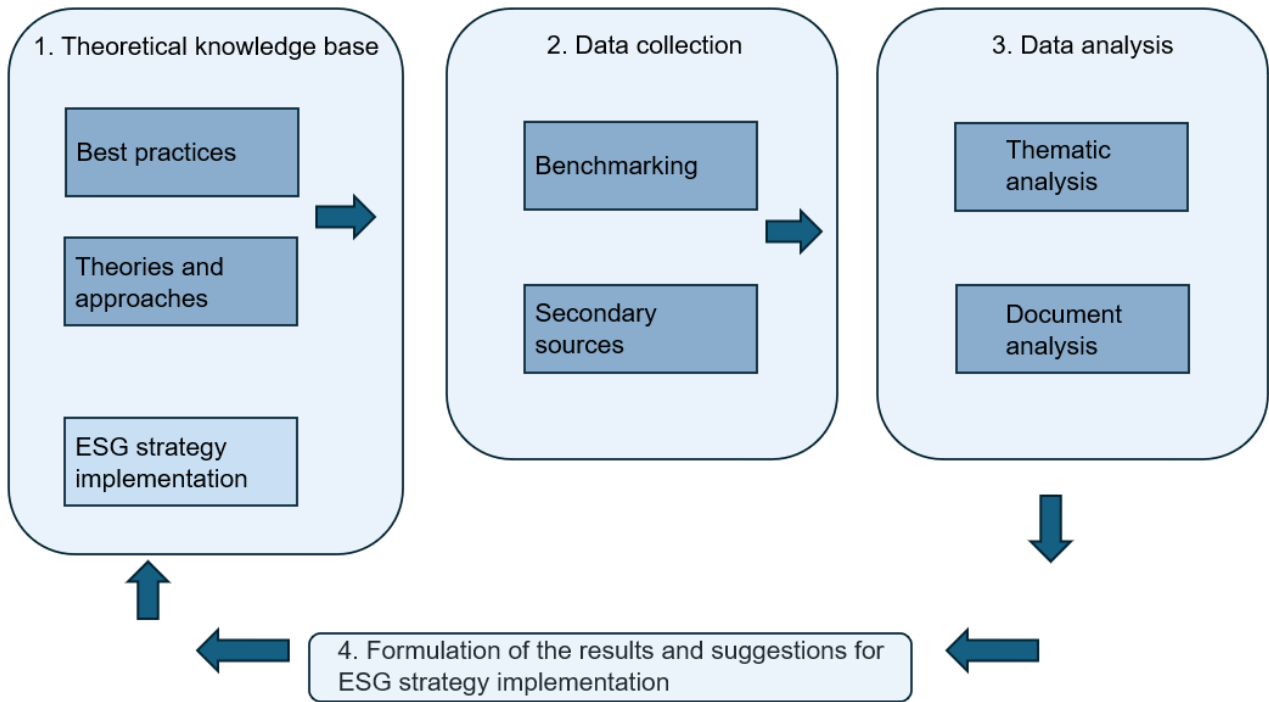 1. Theoretical knowledge base
Best practices
Theories and
approaches
ESG strategy
implementation
2. Data collection
Benchmarking
Secondary
sources
3. Data analysis
Thematic
analysis
Document
analysis
4. Formulation of the results and suggestions for
ESG strategy implementation